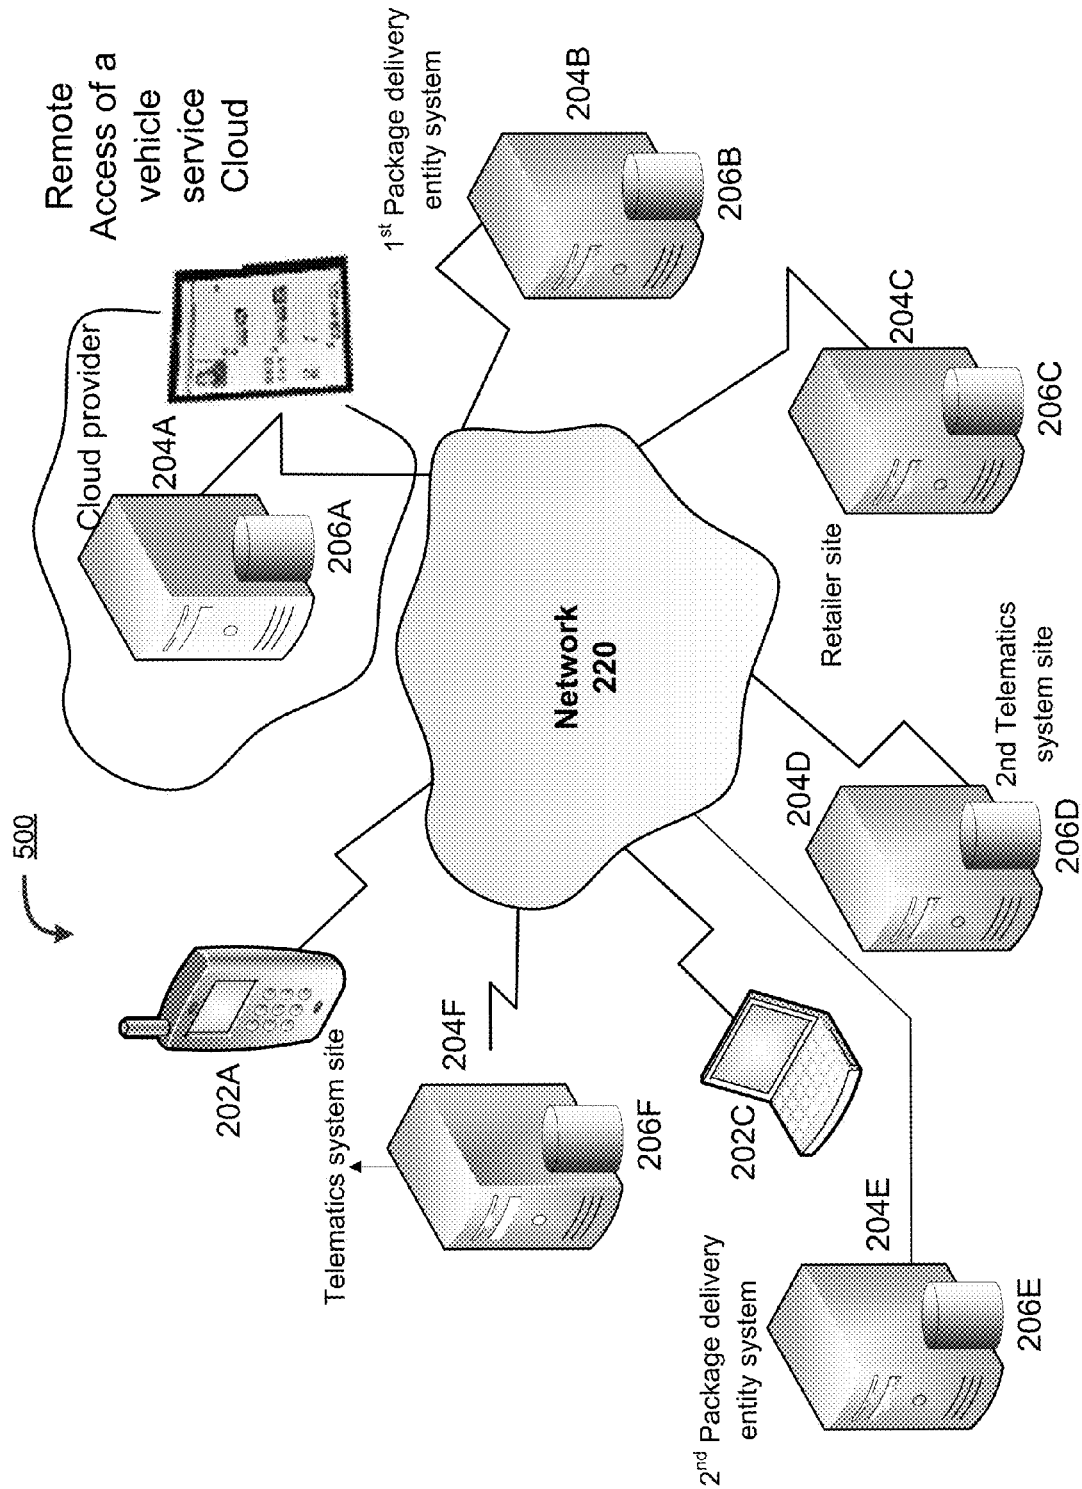 500
Remote
Access of a
vehicle
service
Cloud
Cloud provider
204A
206A
1st Package delivery
entity system
204B
206B
202A
Network
220
Telematics system site
204F
206F
204C
206C
Retailer site
202C
204D
206D
2nd Telematics
system site
2nd Package delivery
entity system
204E
206E